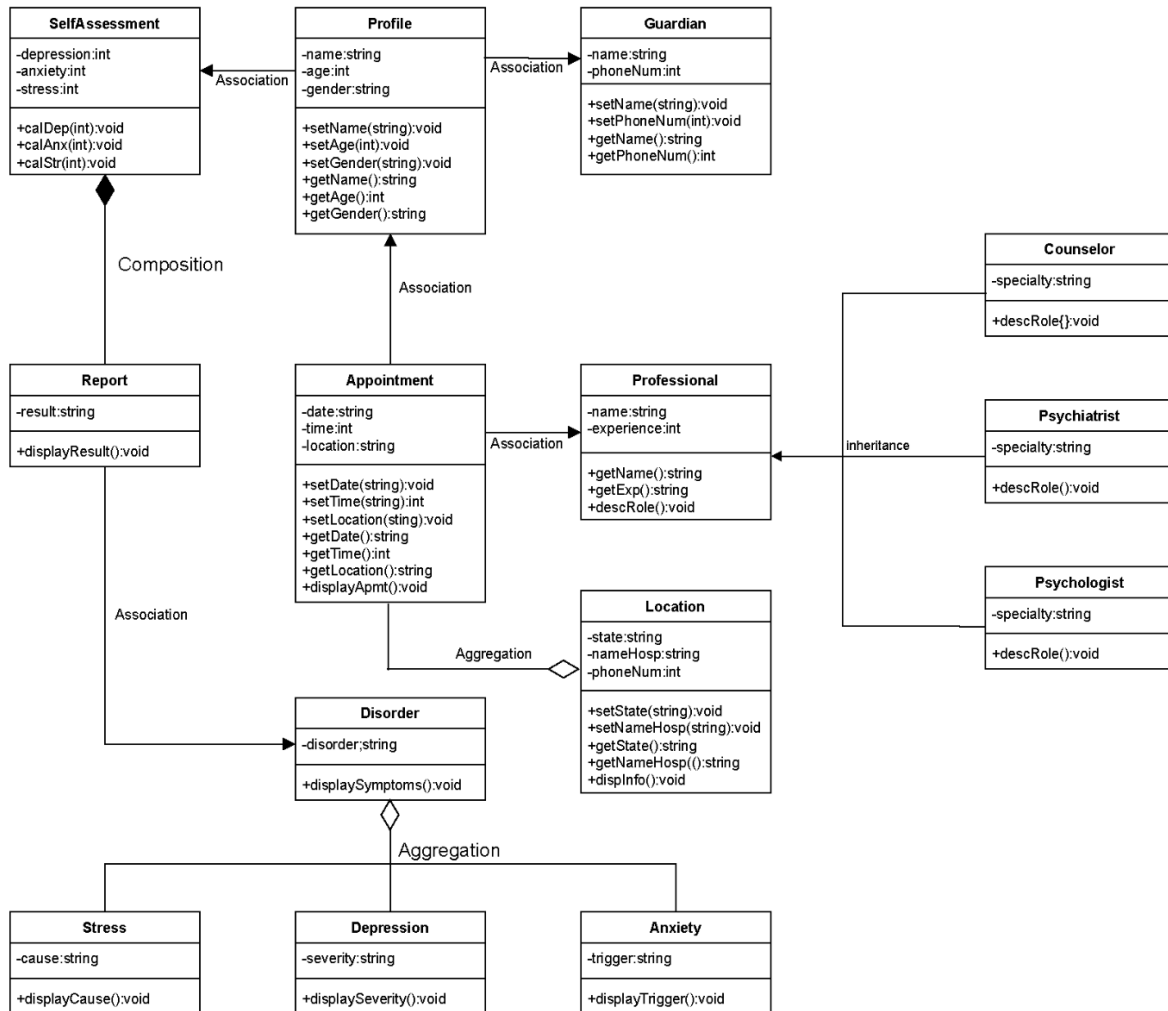 SelfAssessment
-depression:int
-anxiety:int
-stress:int
+calDep(int):void
+calAnx(int):void
+calStr(int):void
Association
Profile
-name:string
-age:int
-gender:string
+setName(string):void
+setAge(int):void
+setGender(string):void
+getName():string
+getAge():int
+getGender():string
Association
Guardian
-name:string
-phoneNum:int
+setName(string):void
+setPhoneNum(int):void
+getName():string
+getPhoneNum():int
Composition
Association
Counselor
-specialty:string
+descRole{}:void
Report
-result:string
+displayResult():void
Appointment
-date:string
-time:int
-location:string
+setDate(string):void
+setTime(string):int
+setLocation(sting):void
+getDate():string
+getTime():int
+getLocation():string
+displayApmt():void
Association
Professional
-name:string
-experience:int
+getName():string
+getExp():string
+descRole():void
inheritance
Psychiatrist
-specialty:string
+descRole():void
Psychologist
-specialty:string
+descRole():void
Association
Aggregation
Location
-state:string
-nameHosp:string
-phoneNum:int
+setState(string):void
+setNameHosp(string):void
+getState():string
+getNameHosp(():string
+dispInfo():void
Disorder
-disorder;string
+displaySymptoms():void
Aggregation
Stress
-cause:string
+displayCause():void
Depression
-severity:string
+displaySeverity():void
Anxiety
-trigger:string
+displayTrigger():void